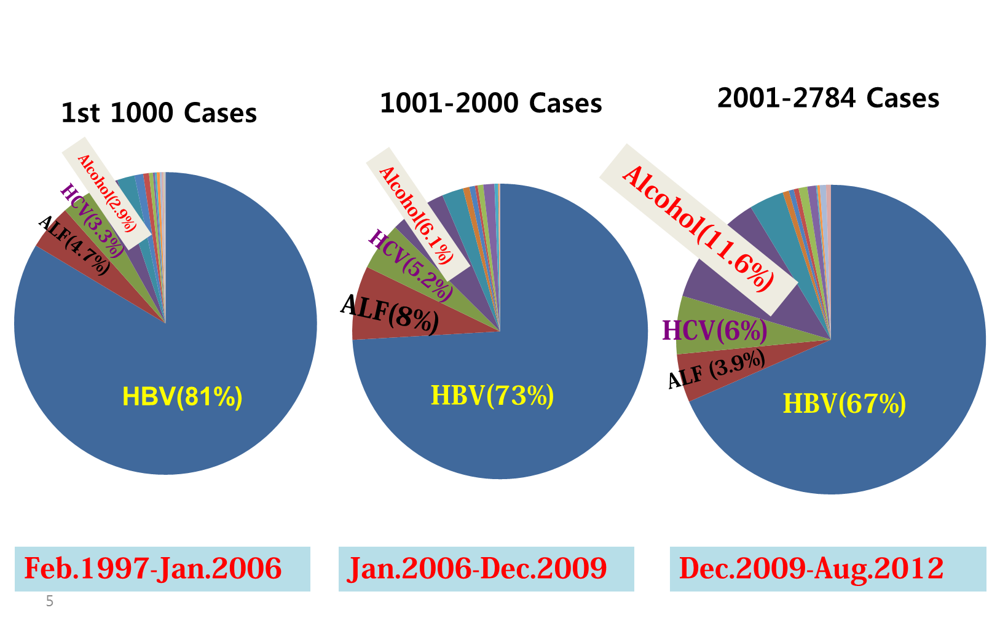 1st 1000 Cases
Alcohol(2.9%)
HCV(3.3%)
ALF(4.7%)
HBV(81%)
Feb.1997-Jan.2006
1001-2000 Cases
Alcohol(6.1%)
HCV(5.2%)
ALF(8%)
HBV(73%)
Jan.2006-Dec.2009
2001-2784 Cases
Alcohol(11.6%)
HCV(6%)
ALF (3.9%)
HBV(67%)
Dec.2009-Aug.2012
5